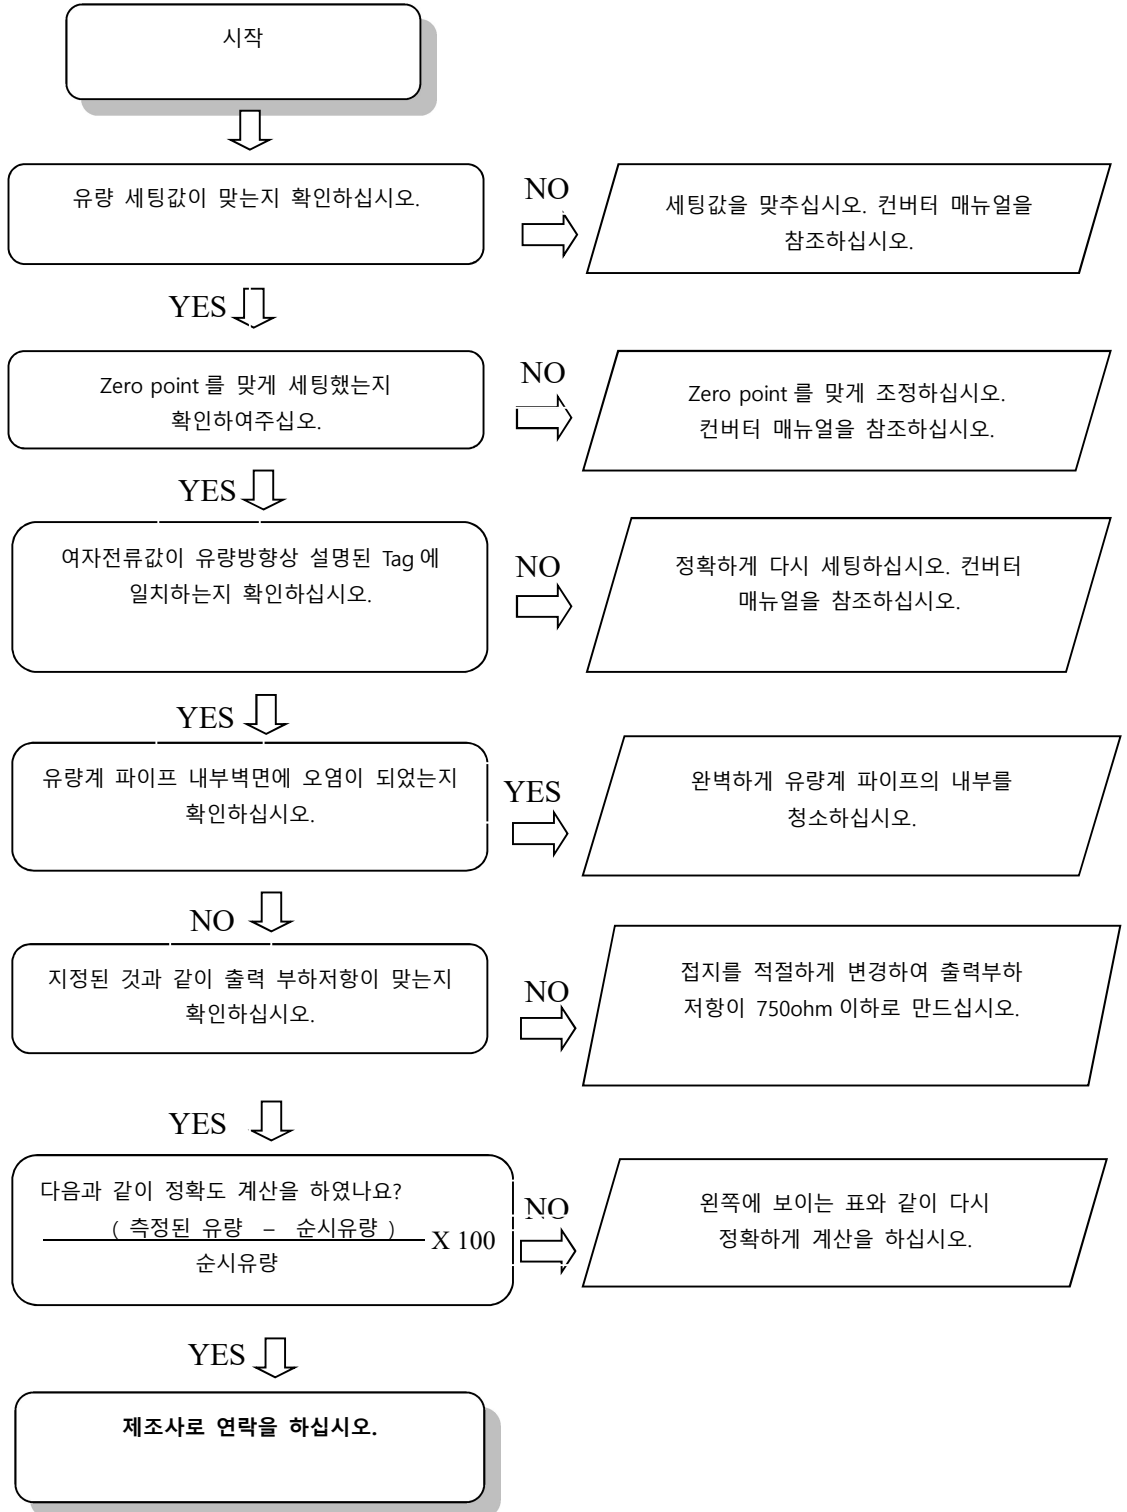 시작
유량 세팅값이 맞는지 확인하십시오.
NO
세팅값을 맞추십시오. 컨버터 매뉴얼을
참조하십시오.
YES
Zero point 를 맞게 세팅했는지
확인하여주십오.
NO
Zero point 를 맞게 조정하십시오.
컨버터 매뉴얼을 참조하십시오.
YES
여자전류값이 유량방향상 설명된 Tag 에
일치하는지 확인하십시오.
NO
정확하게 다시 세팅하십시오. 컨버터
매뉴얼을 참조하십시오.
YES
유량계 파이프 내부벽면에 오염이 되었는지
확인하십시오.
YES
완벽하게 유량계 파이프의 내부를
청소하십시오.
NO
지정된 것과 같이 출력 부하저항이 맞는지
확인하십시오.
NO
접지를 적절하게 변경하여 출력부하
저항이 750ohm 이하로 만드십시오.
YES
다음과 같이 정확도 계산을 하였나요?
( 측정된 유량 – 순시유량 )
X 100
순시유량
NO
왼쪽에 보이는 표와 같이 다시
정확하게 계산을 하십시오.
YES
제조사로 연락을 하십시오.